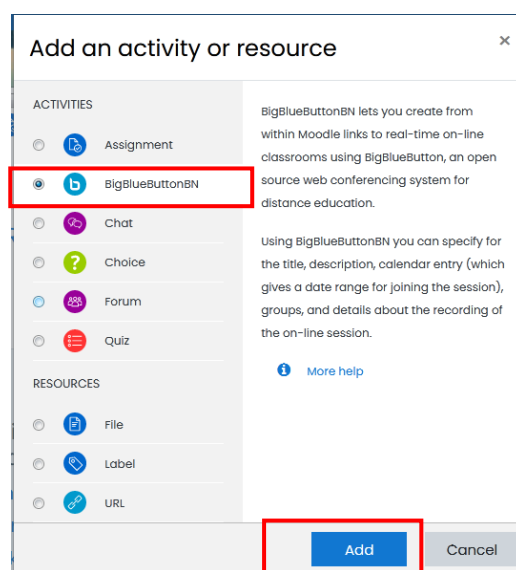 Add an activity or resource
×
ACTIVITIES
Assignment
BigBlueButtonBN
Chat
Choice
Forum
Quiz
RESOURCES
File
Label
URL
BigBlueButtonBN lets you create from
within Moodle links to real-time on-line
classrooms using BigBlueButton, an open
source web conferencing system for
distance education.
Using BigBlueButtonBN you can specify for
the title, description, calendar entry (which
gives a date range for joining the session),
groups, and details about the recording of
the on-line session.
More help
Add
Cancel